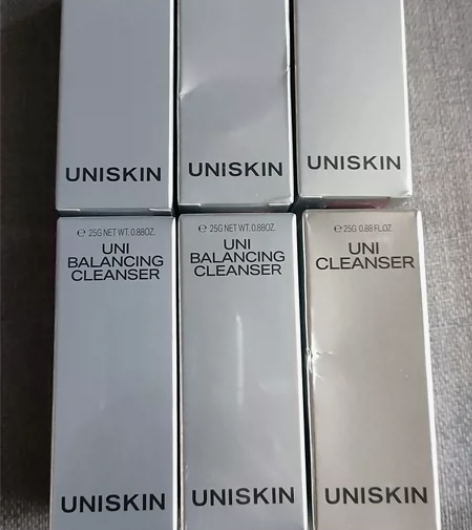 UNISKIN
UNISKIN
UNISKIN
℮ 25G NET WT. 0.88OZ.
UNI
BALANCING
CLEANSER
UNISKIN
℮ 25G NET WT. 0.88OZ.
UNI
BALANCING
CLEANSER
UNISKIN
℮ 25G 0.88 FL.OZ
UNI
CLEANSER
UNISKIN